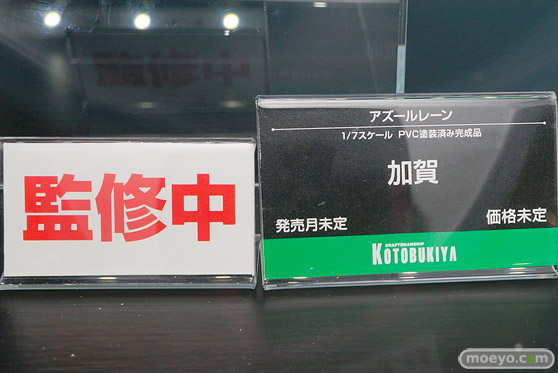 監修中
アズールレーン
1/7スケール PVC塗装済み完成品
加賀
発売月未定
価格未定
CRAFTSMANSHIP
KOTOBUKIYA
moeyo.com